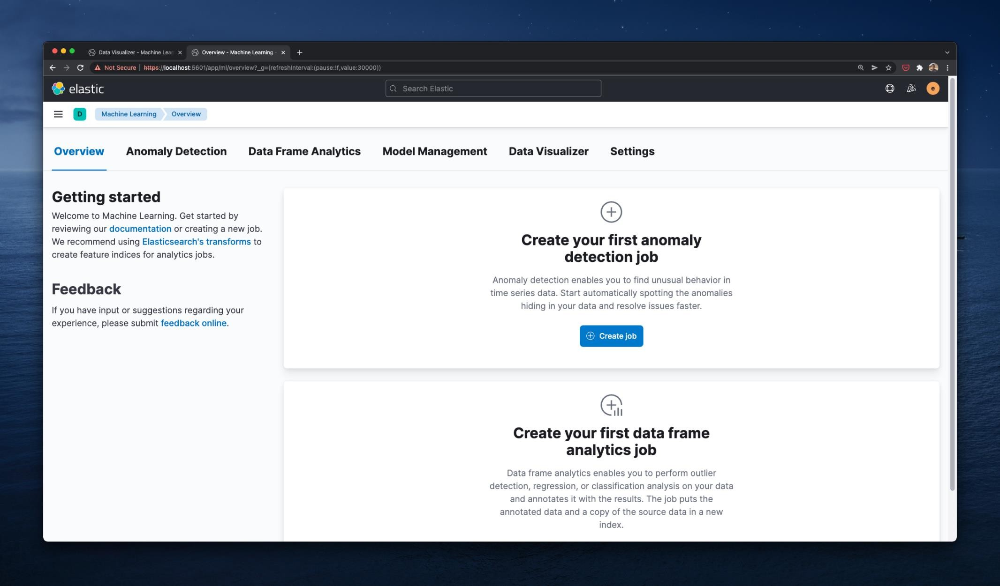 Data Visualizer - Machine Lear
Overview - Machine Learning -
Not Secure
https://localhost:5601/app/ml/overview?_g=(refreshInterval:(pause:!f,value:30000))
elastic
Search Elastic
e
D
Machine Learning
Overview
Overview
Anomaly Detection
Data Frame Analytics
Model Management
Data Visualizer
Settings
Getting started
Welcome to Machine Learning. Get started by
reviewing our documentation or creating a new job.
We recommend using Elasticsearch's transforms to
create feature indices for analytics jobs.
Feedback
If you have input or suggestions regarding your
experience, please submit feedback online.
Create your first anomaly
detection job
Anomaly detection enables you to find unusual behavior in
time series data. Start automatically spotting the anomalies
hiding in your data and resolve issues faster.
Create job
Create your first data frame
analytics job
Data frame analytics enables you to perform outlier
detection, regression, or classification analysis on your data
and annotates it with the results. The job puts the
annotated data and a copy of the source data in a new
index.